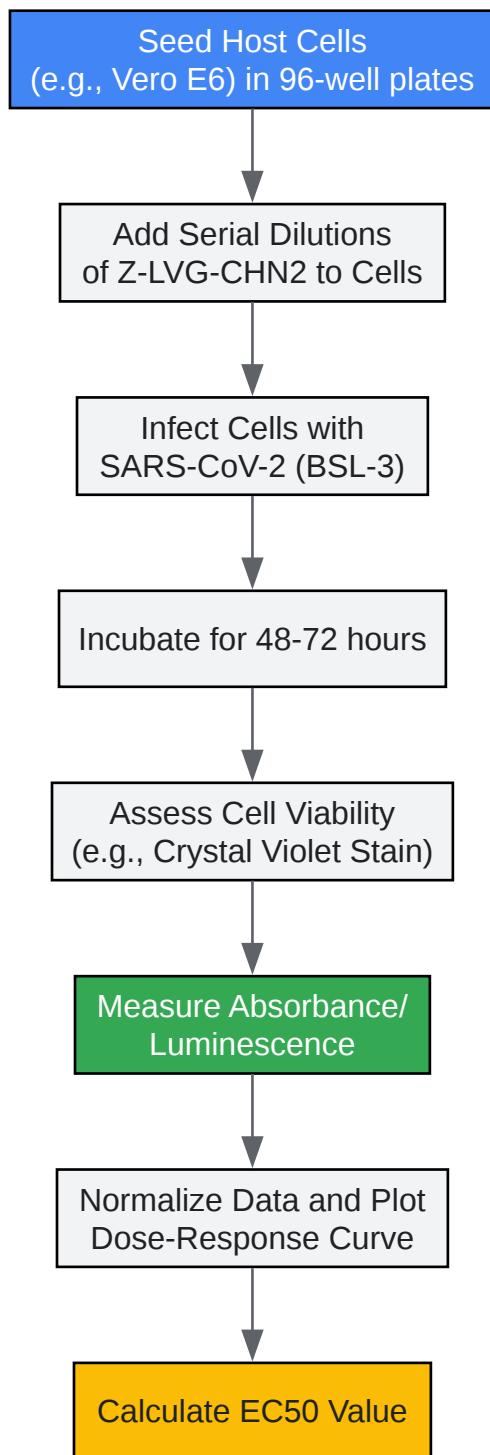 Seed Host Cells
(e.g., Vero E6) in 96-well plates
Add Serial Dilutions
of Z-LVG-CHN2 to Cells
Infect Cells with
SARS-CoV-2 (BSL-3)
Incubate for 48-72 hours
Assess Cell Viability
(e.g., Crystal Violet Stain)
Measure Absorbance/
Luminescence
Normalize Data and Plot
Dose-Response Curve
Calculate EC50 Value